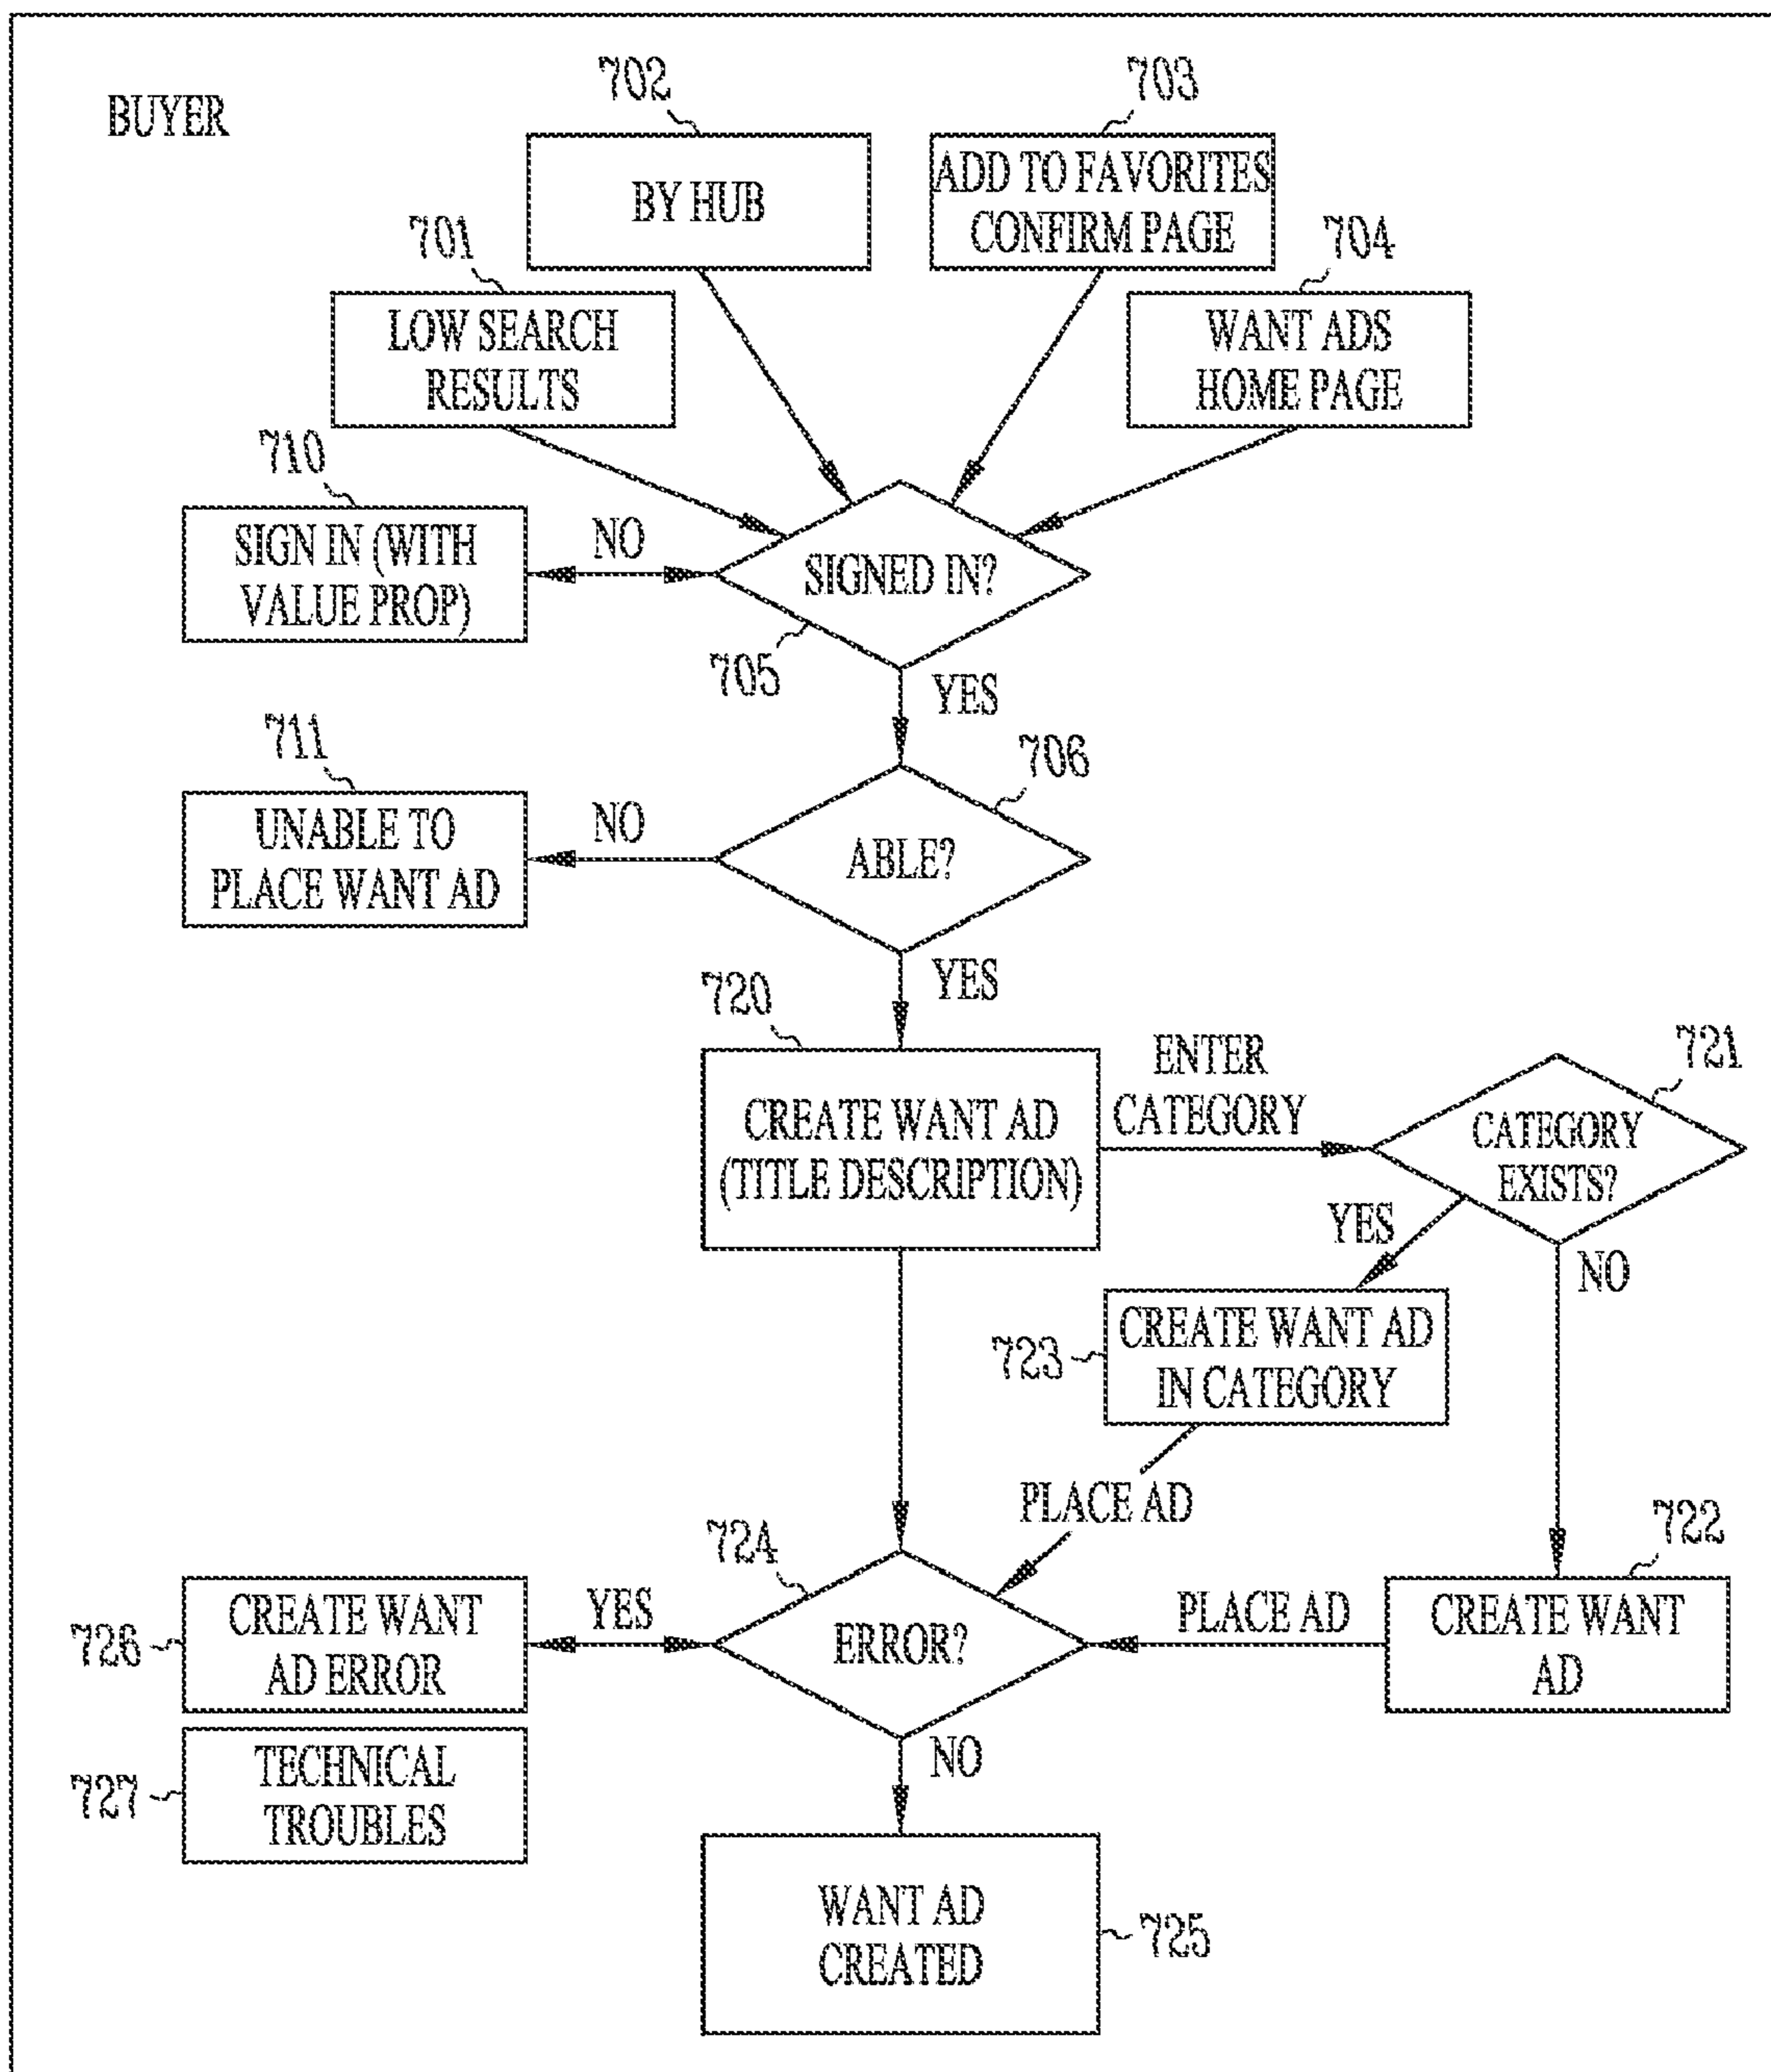 BUYER
702
BY HUB
703
ADD TO FAVORITES
CONFIRM PAGE
701
LOW SEARCH
RESULTS
704
WANT ADS
HOME PAGE
710
SIGN IN (WITH
VALUE PROP)
NO
SIGNED IN?
705
YES
711
UNABLE TO
PLACE WANT AD
NO
706
ABLE?
YES
720
CREATE WANT AD
(TITLE DESCRIPTION)
ENTER
CATEGORY
721
CATEGORY
EXISTS?
YES
NO
723
CREATE WANT AD
IN CATEGORY
PLACE AD
724
ERROR?
722
CREATE WANT
AD
PLACE AD
YES
726
CREATE WANT
AD ERROR
727
TECHNICAL
TROUBLES
NO
WANT AD
CREATED
725